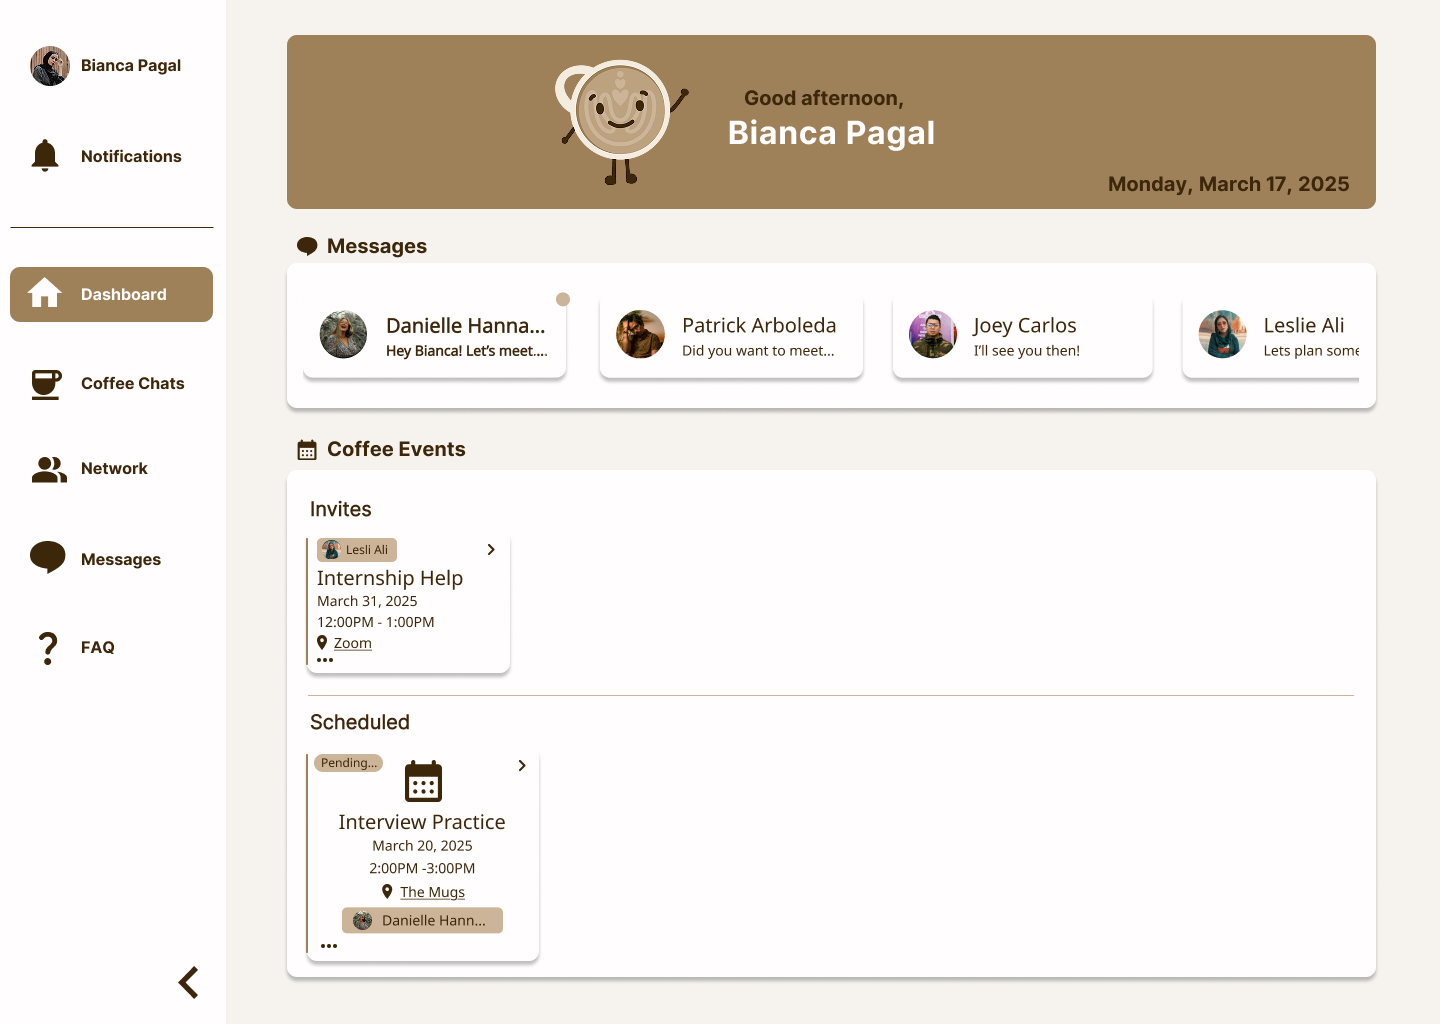 Bianca Pagal
Notifications
Dashboard
Coffee Chats
Network
Messages
FAQ
Good afternoon,
Bianca Pagal
Monday, March 17, 2025
Messages
Danielle Hanna...
Hey Bianca! Let's meet....
Patrick Arboleda
Did you want to meet...
Joey Carlos
I'll see you then!
Leslie Ali
Lets plan some
Coffee Events
Invites
Lesli Ali
Internship Help
March 31, 2025
12:00PM - 1:00PM
Zoom
Scheduled
Pending...
Interview Practice
March 20, 2025
2:00PM -3:00PM
The Mugs
Danielle Hann...